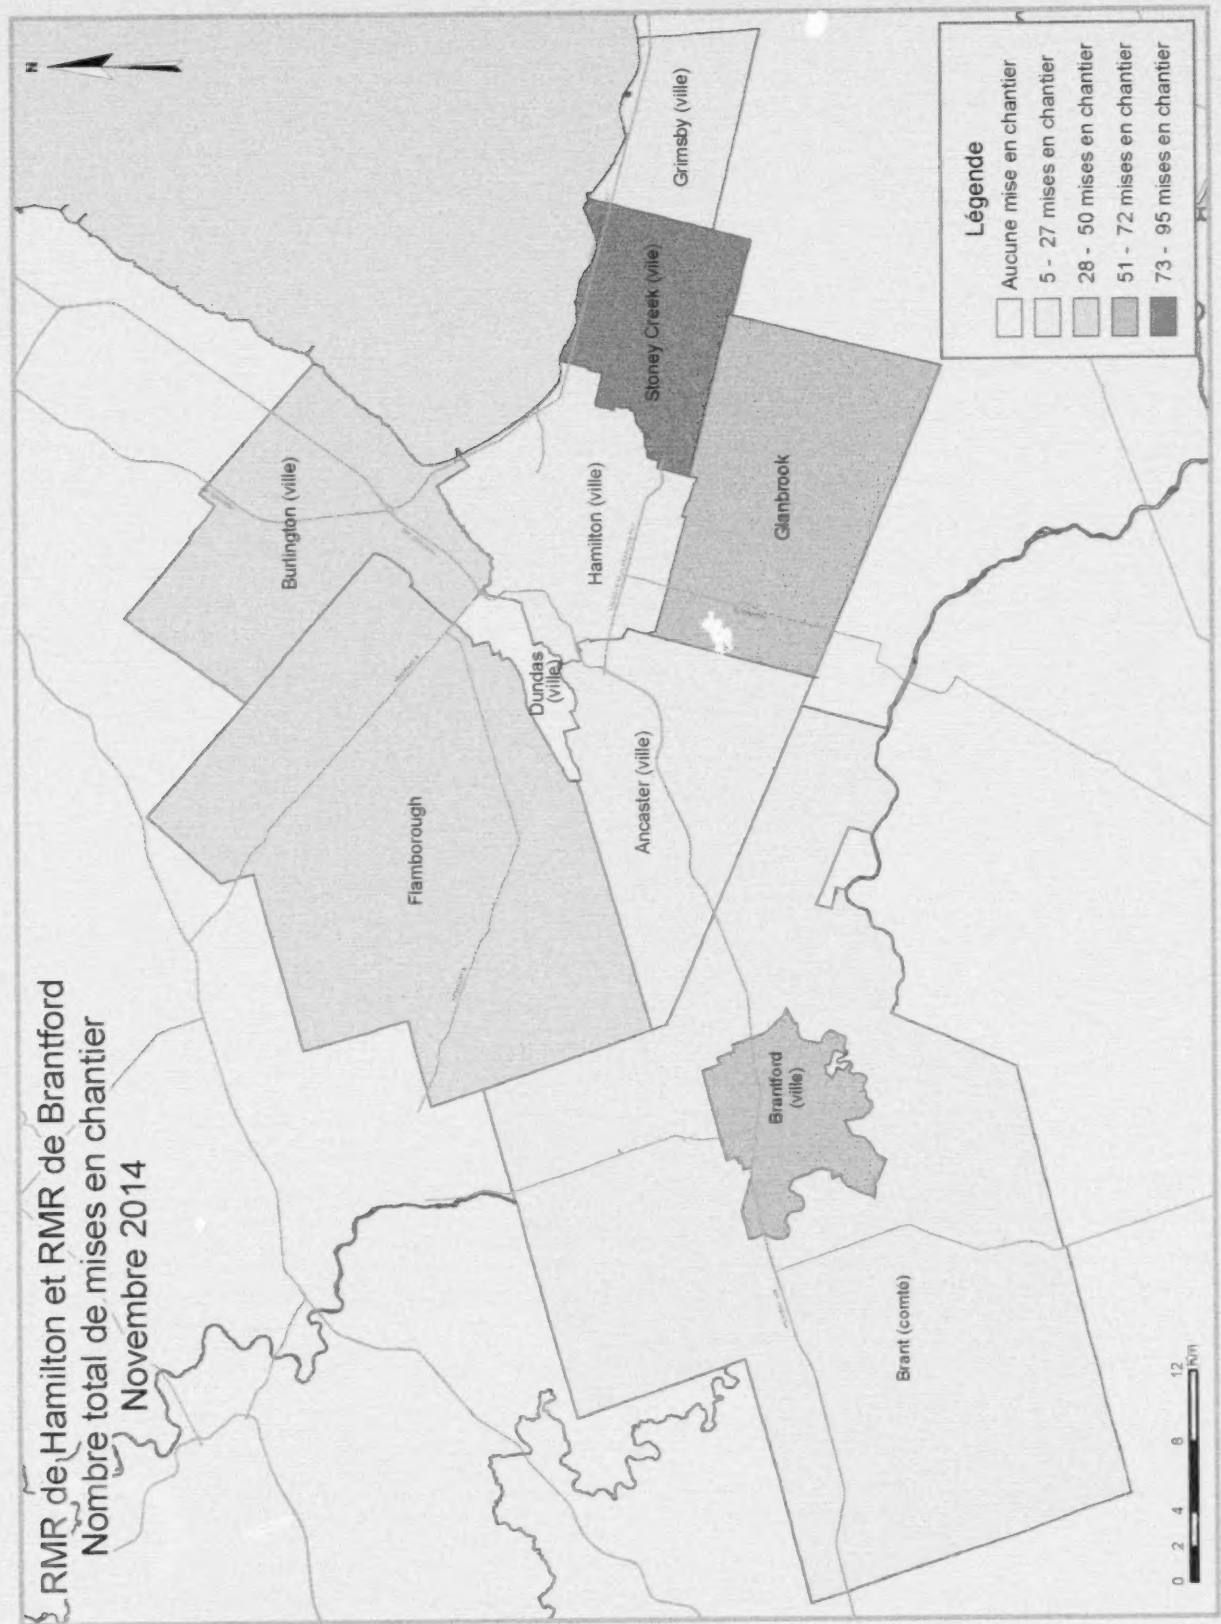 RMR de Hamilton et RMR de Brantford
Nombre total de mises en chantier
Novembre 2014
N
Burlington (ville)
Flamborough
Dundas
(ville)
Hamilton (ville)
Stoney Creek (ville)
Grimsby (ville)
Ancaster (ville)
Glanbrook
Brantford
(ville)
Brant (comté)
Légende
Aucune mise en chantier
5 - 27 mises en chantier
28 - 50 mises en chantier
51 - 72 mises en chantier
73 - 95 mises en chantier
0 2 4 8 12
Km